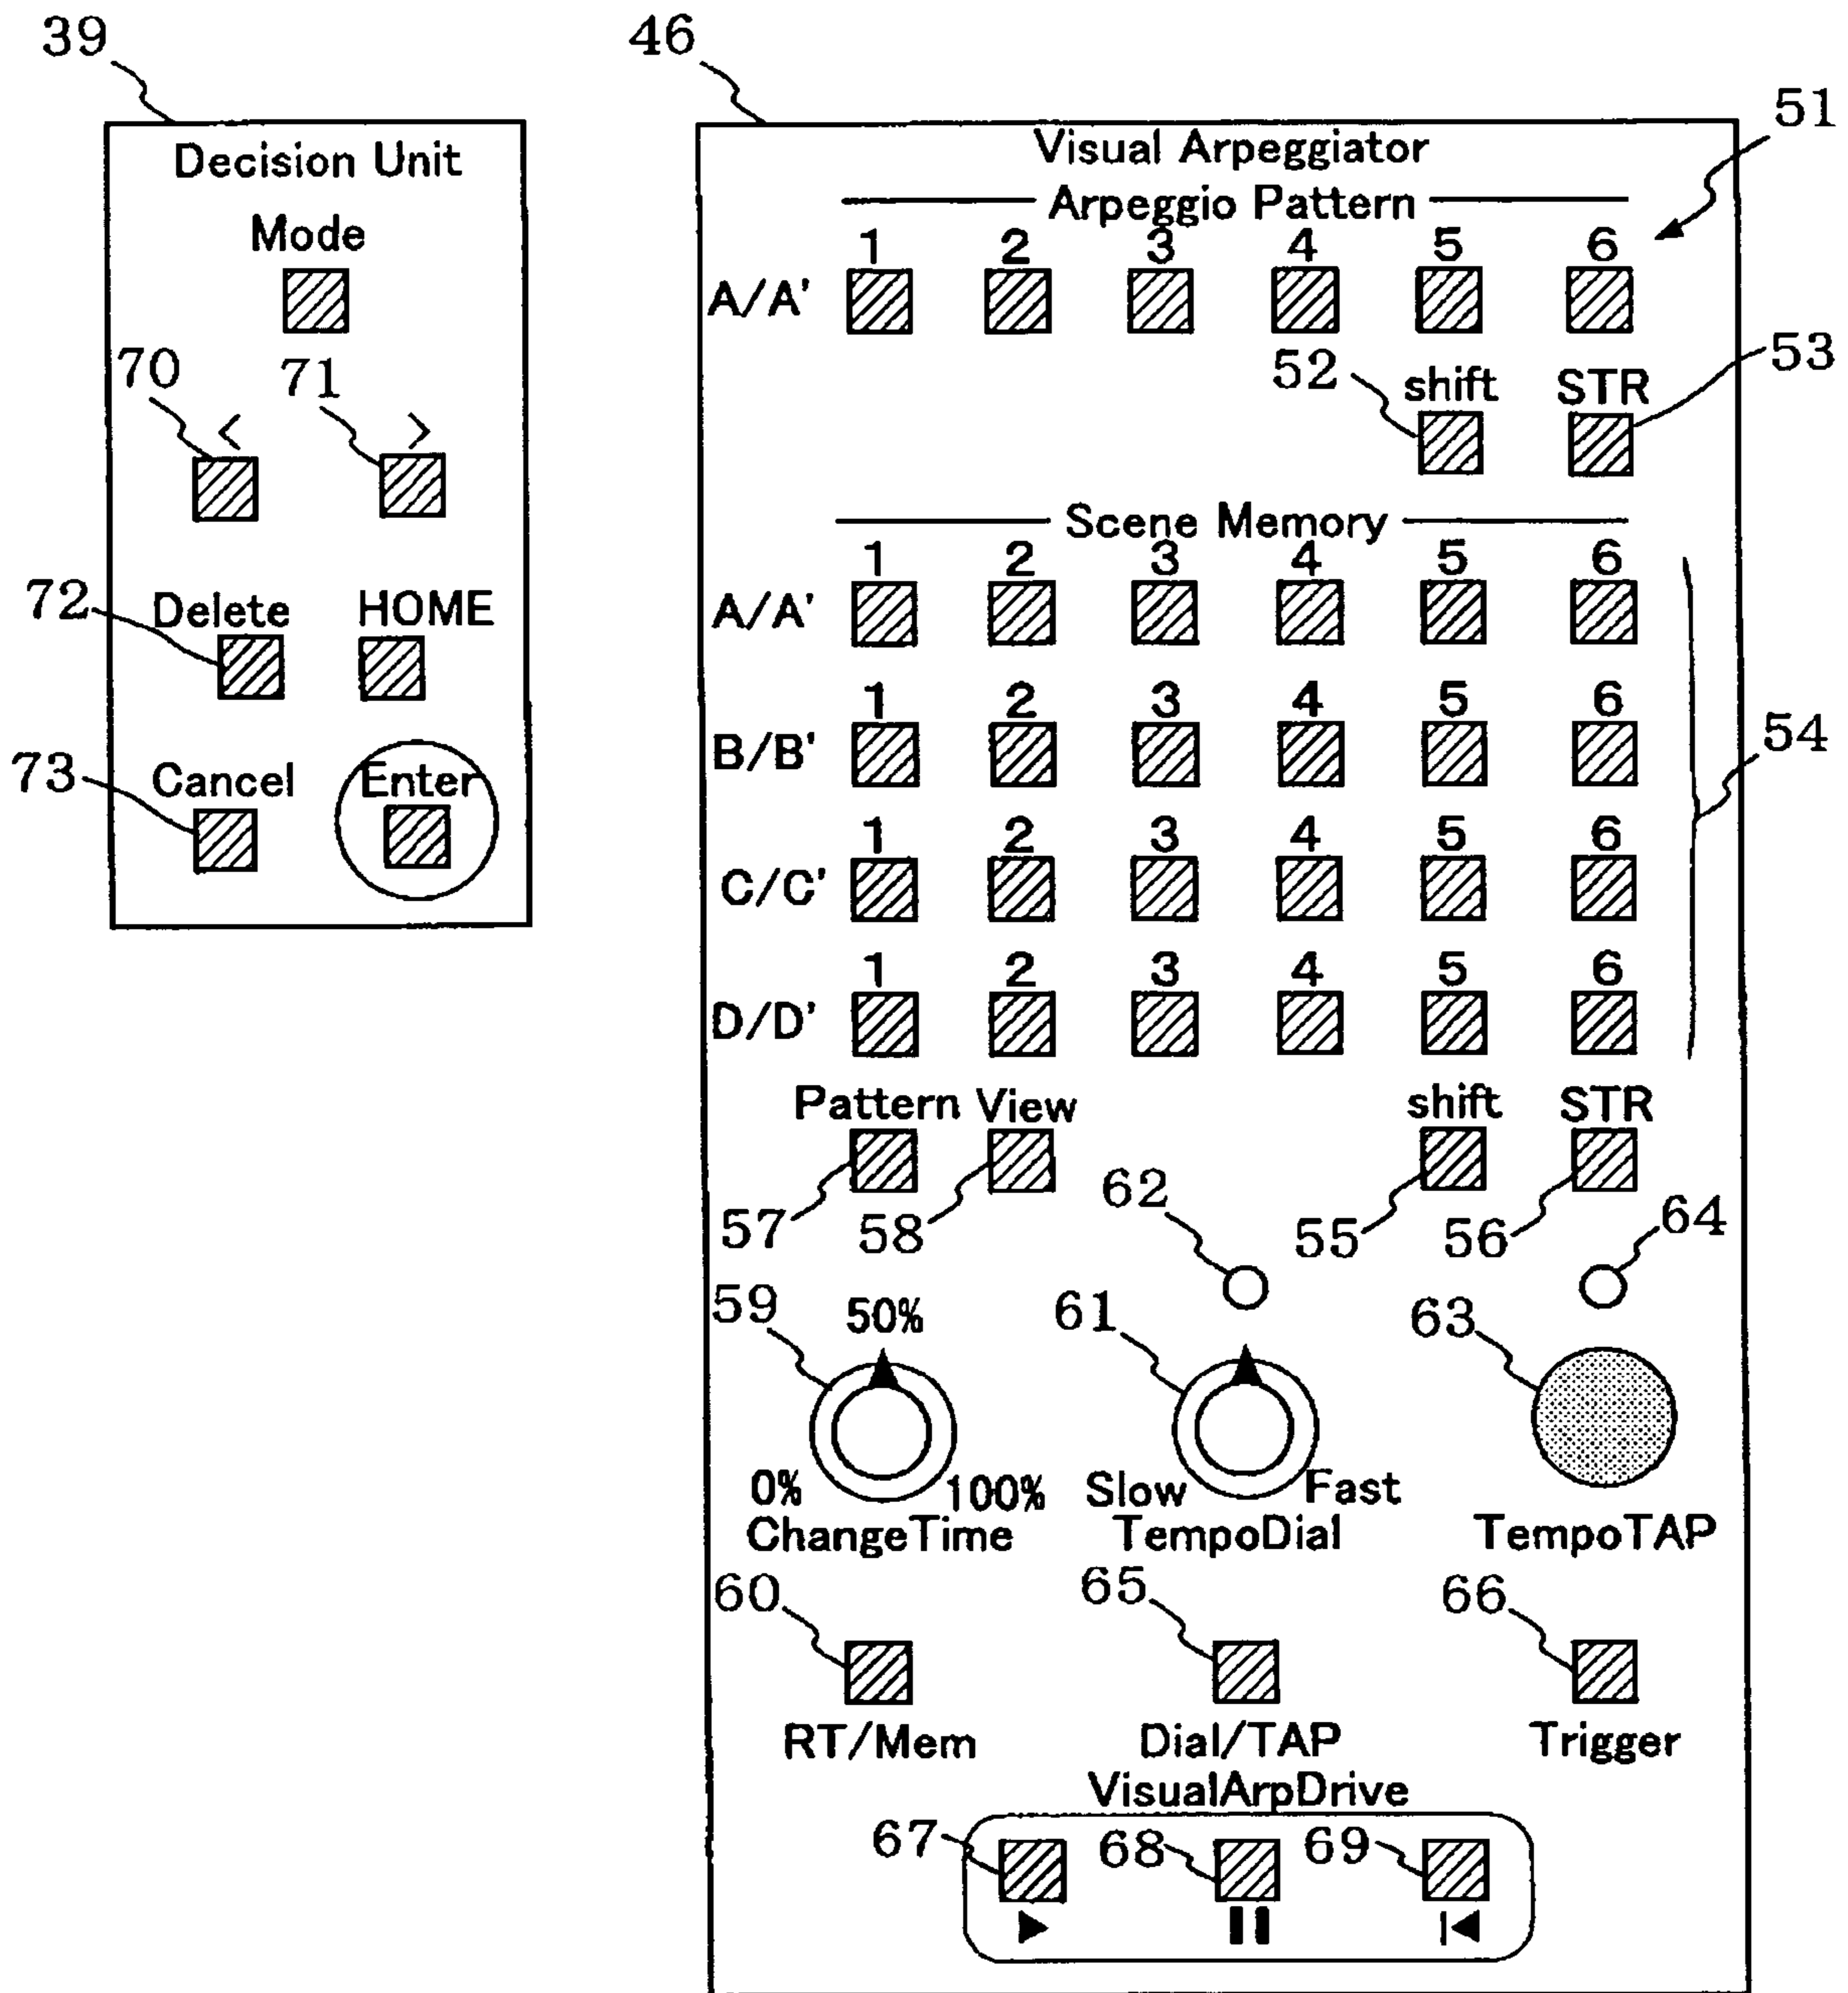 39
Decision Unit
Mode
70
71
<
>
72
Delete
HOME
73
Cancel
Enter
46
Visual Arpeggiator
51
Arpeggio Pattern
1 2 3 4 5 6
A/A'
52
shift
STR
53
Scene Memory
1 2 3 4 5 6
A/A'
1 2 3 4 5 6
B/B'
54
1 2 3 4 5 6
C/C'
1 2 3 4 5 6
D/D'
Pattern View
shift
STR
57
58
62
55
56
64
59
50%
61
63
0%
100%
Slow
Fast
ChangeTime
TempoDial
TempoTAP
60
65
66
RT/Mem
Dial/TAP
Trigger
VisualArpDrive
67
68
69